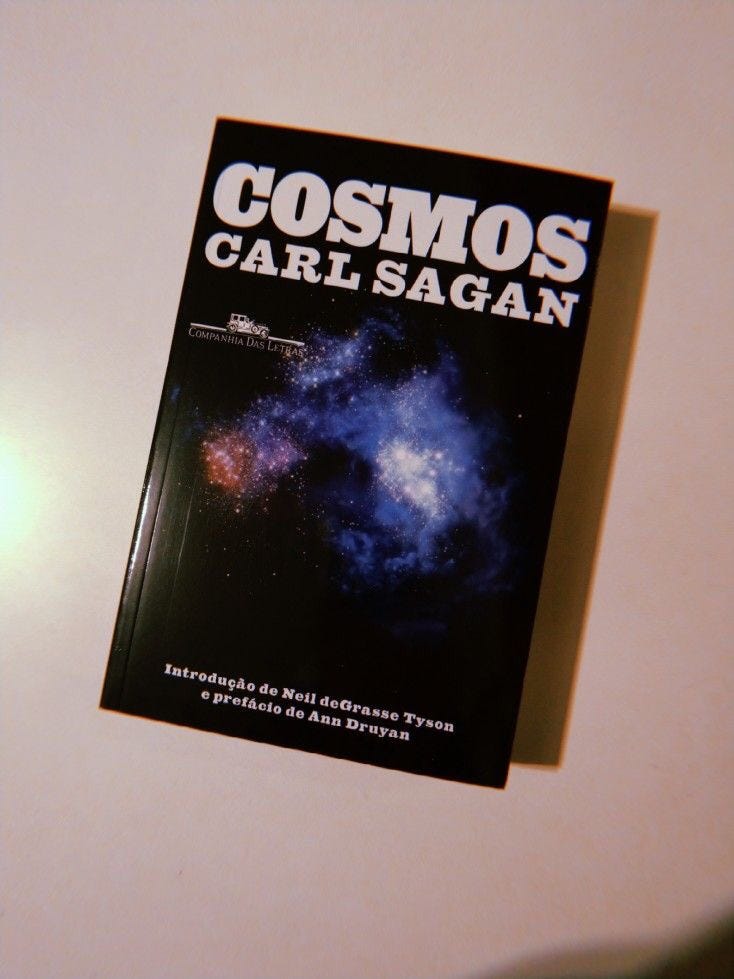 COSMOS
CARL SAGAN
COMPANHIA DAS LETRAS
Introdução de Neil deGrasse Tyson
e prefácio de Ann Druyan